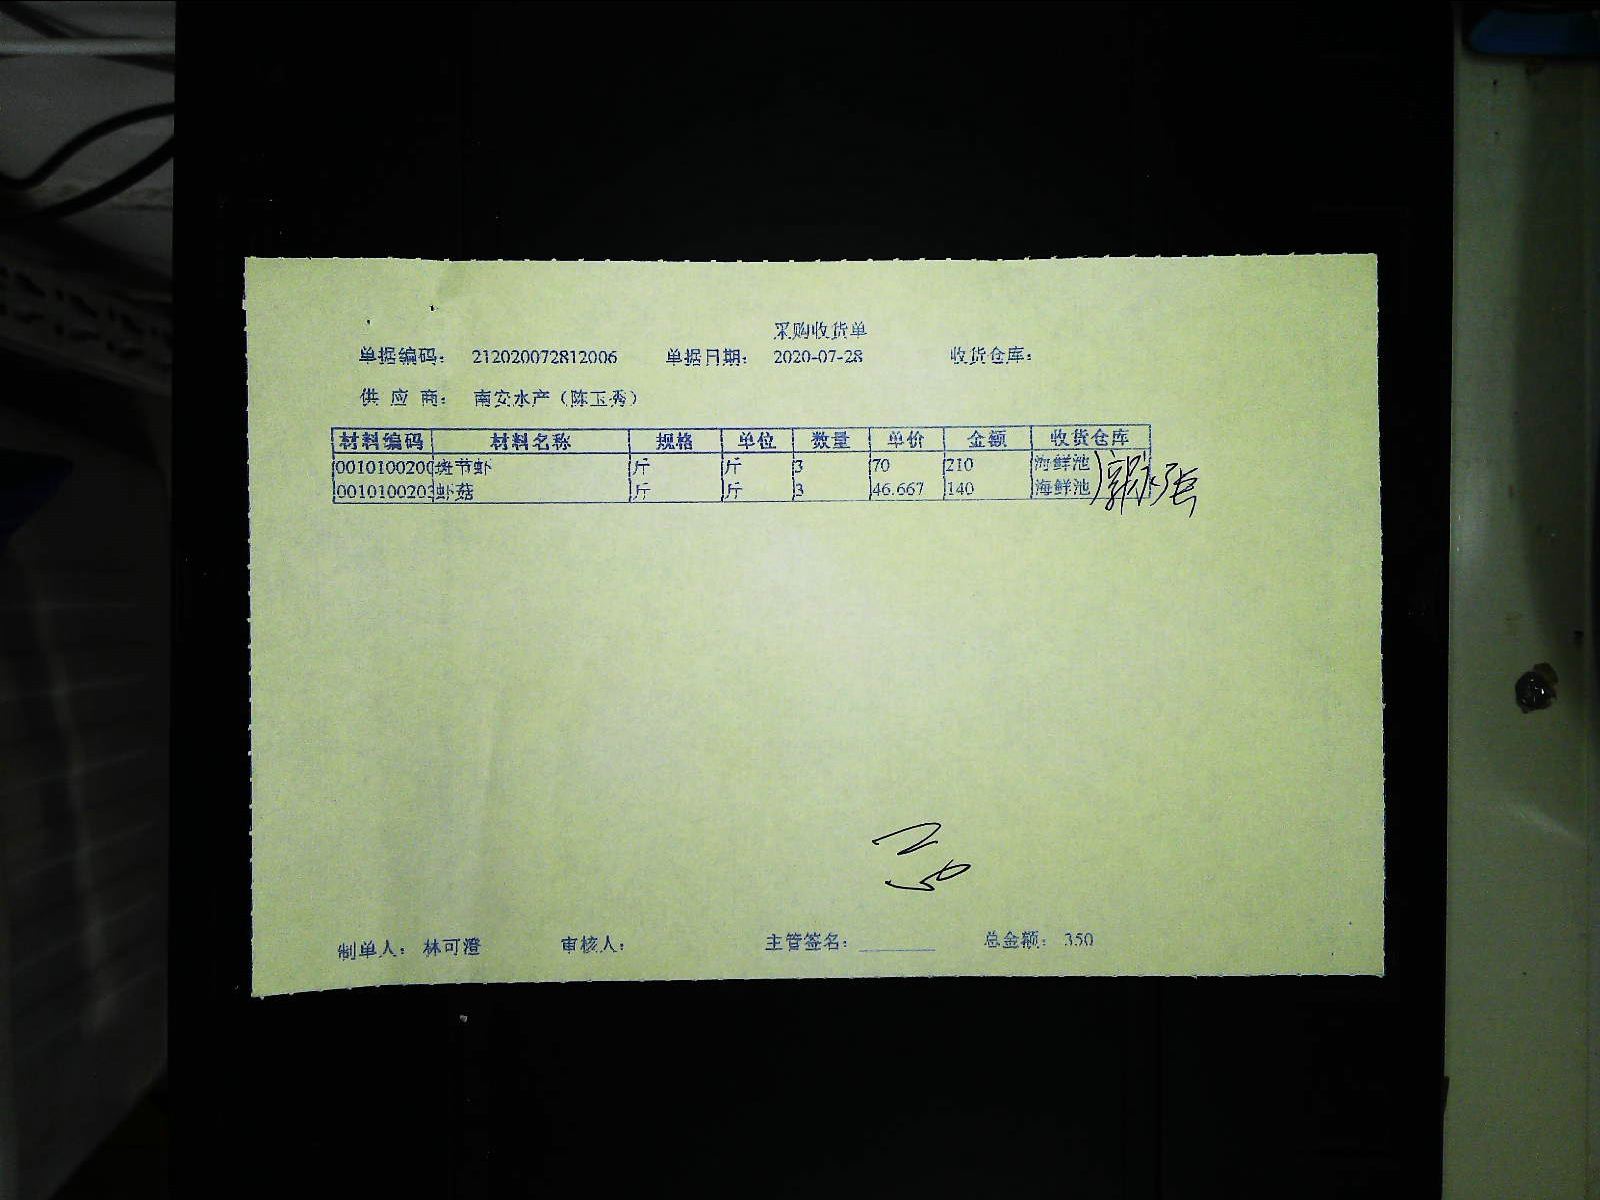 采购收货单
单据编码： 212020072812006 单据日期： 2020-07-28 收货仓库：
供 应 商： 南安水产（陈玉秀）
材料编码 材料名称 规格 单位 数量 单价 金额 收货仓库
0010100200 斑节虾 斤 斤 3 70 210 海鲜池
0010100203 虾菇 斤 斤 3 46.667 140 海鲜池
制单人： 林可澄 审核人： 主管签名： 总金额： 350